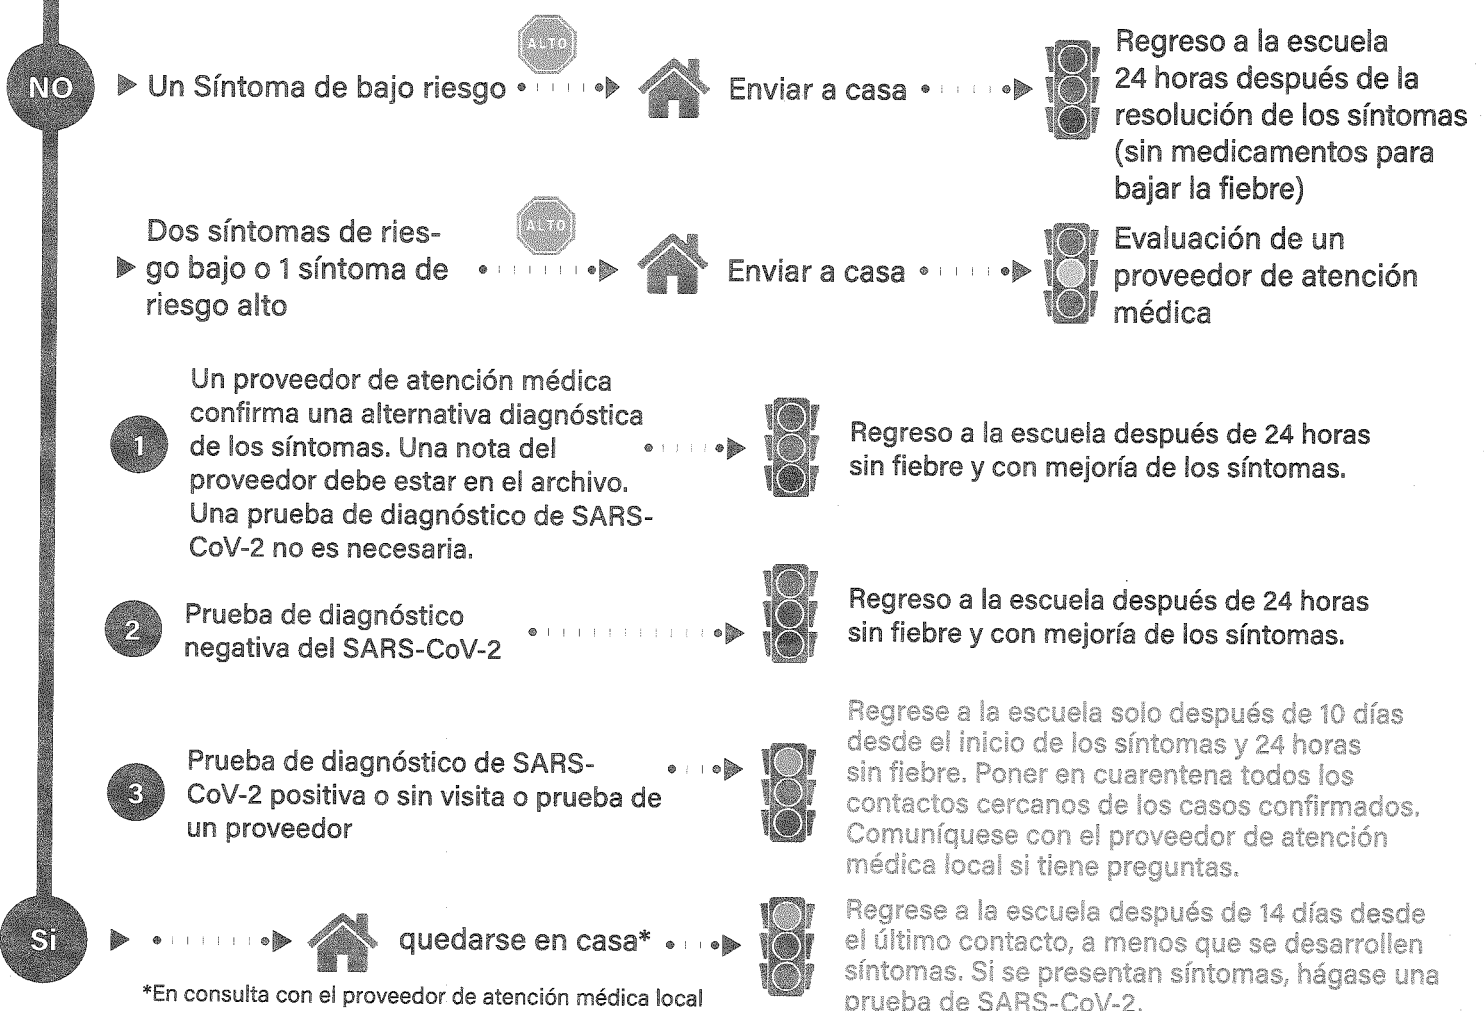 NO
Un Síntoma de bajo riesgo
ALTO
Enviar a casa
Regreso a la escuela
24 horas después de la
resolución de los síntomas
(sin medicamentos para
bajar la fiebre)
Dos síntomas de ries-
go bajo o 1 síntoma de
riesgo alto
ALTO
Enviar a casa
Evaluación de un
proveedor de atención
médica
1
Un proveedor de atención médica
confirma una alternativa diagnóstica
de los síntomas. Una nota del
proveedor debe estar en el archivo.
Una prueba de diagnóstico de SARS-
CoV-2 no es necesaria.
Regreso a la escuela después de 24 horas
sin fiebre y con mejoría de los síntomas.
2
Prueba de diagnóstico
negativa del SARS-CoV-2
Regreso a la escuela después de 24 horas
sin fiebre y con mejoría de los síntomas.
3
Prueba de diagnóstico de SARS-
CoV-2 positiva o sin visita o prueba de
un proveedor
Regrese a la escuela solo después de 10 días
desde el inicio de los síntomas y 24 horas
sin fiebre. Poner en cuarentena todos los
contactos cercanos de los casos confirmados.
Comuníquese con el proveedor de atención
médica local si tiene preguntas.
Si
quedarse en casa*
Regrese a la escuela después de 14 días desde
el último contacto, a menos que se desarrollen
síntomas. Si se presentan síntomas, hágase una
prueba de SARS-CoV-2.
*En consulta con el proveedor de atención médica local